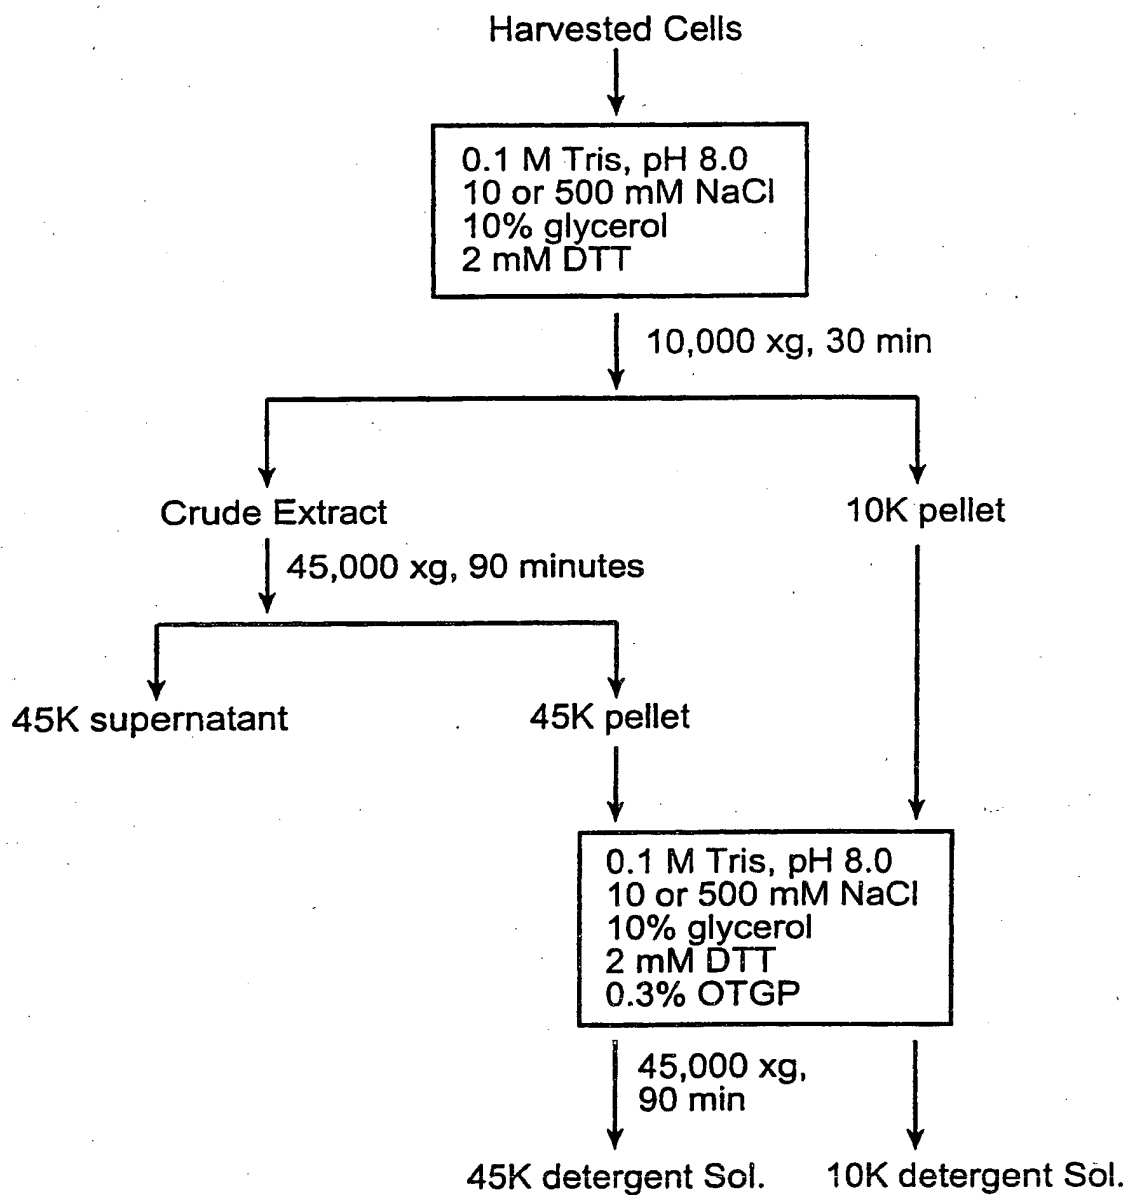 Harvested Cells
0.1 M Tris, pH 8.0
10 or 500 mM NaCl
10% glycerol
2 mM DTT
10,000 xg, 30 min
Crude Extract
10K pellet
45,000 xg, 90 minutes
45K supernatant
45K pellet
0.1 M Tris, pH 8.0
10 or 500 mM NaCl
10% glycerol
2 mM DTT
0.3% OTGP
45,000 xg,
90 min
45K detergent Sol.
10K detergent Sol.